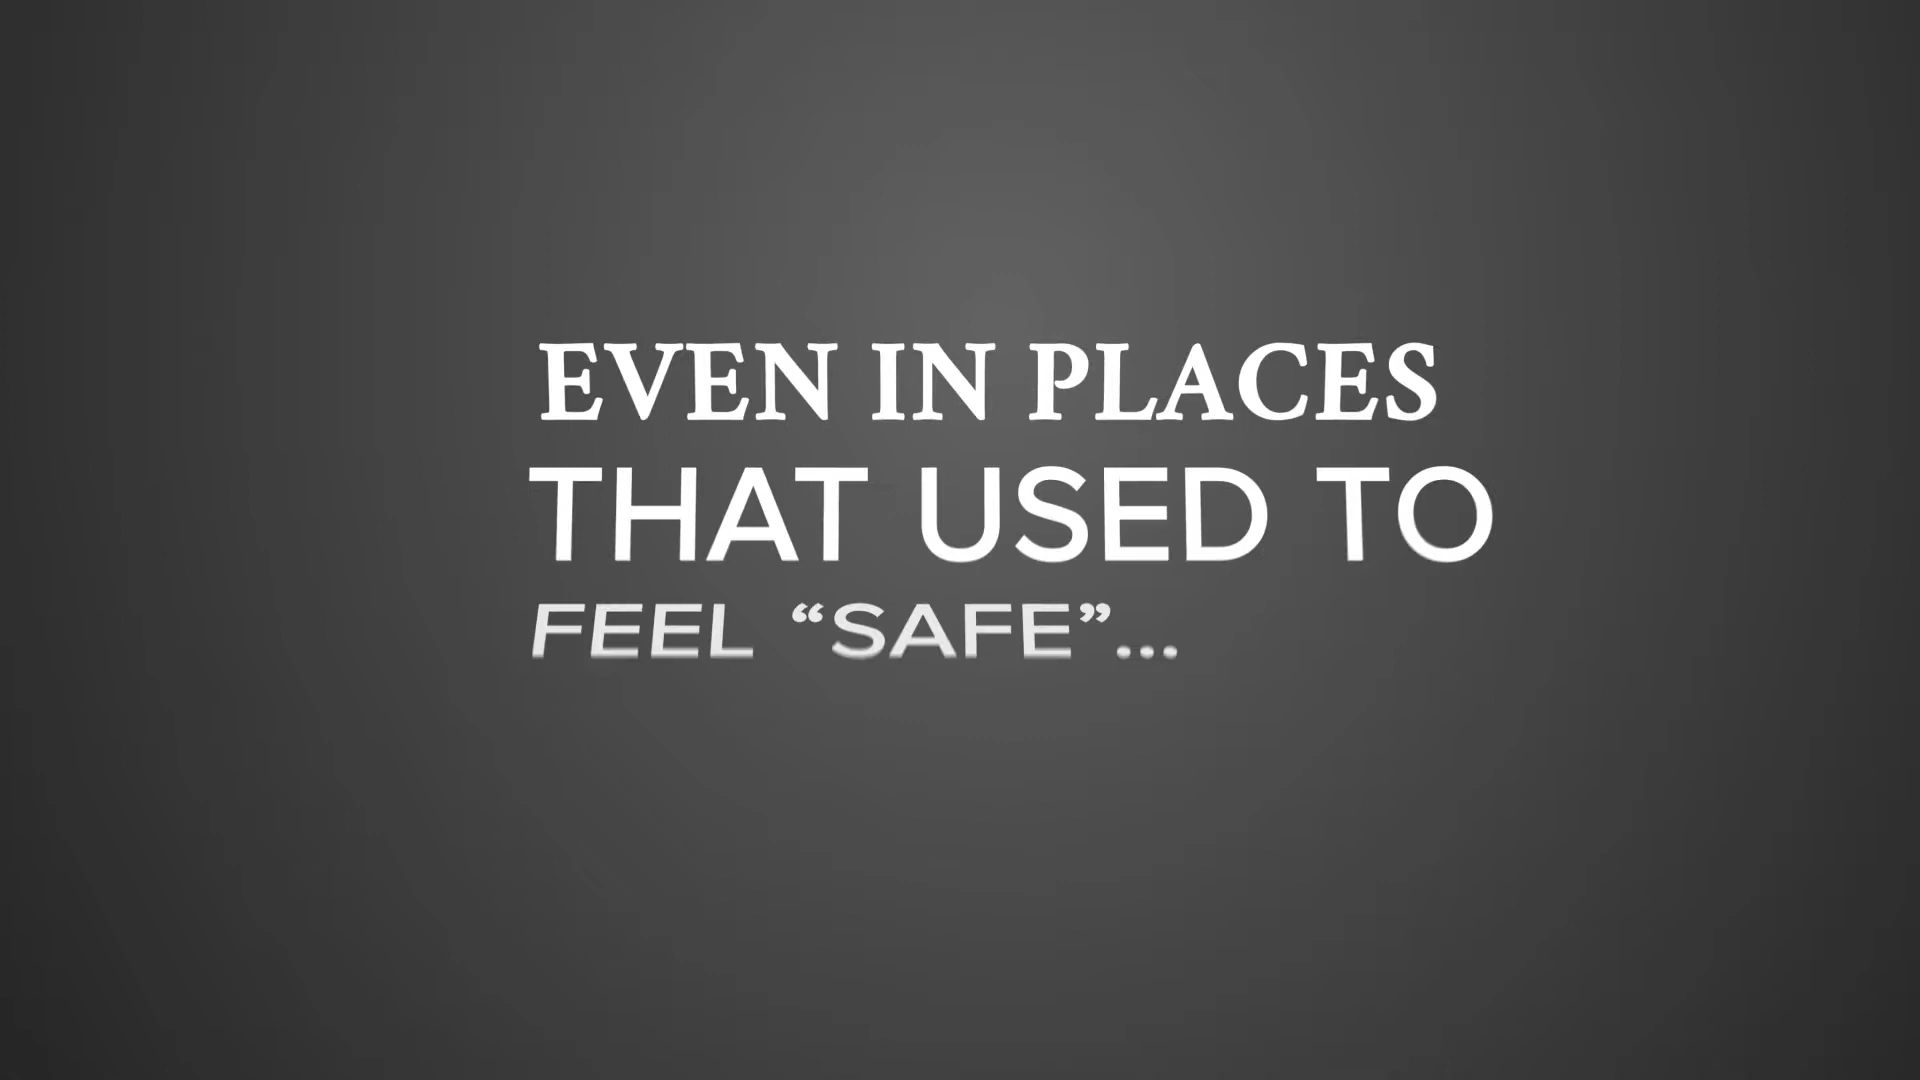 EVEN IN PLACES
THAT USED TO
FEEL “SAFE”...